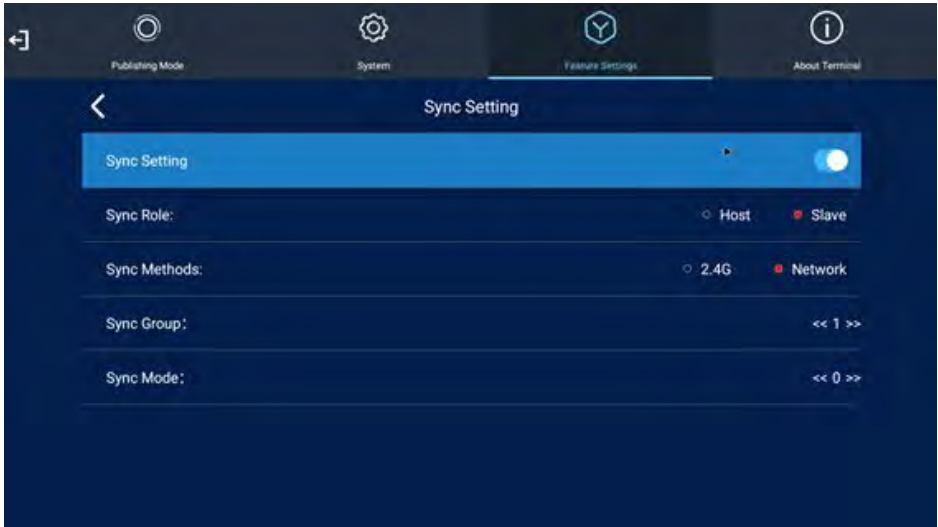 Publishing Mode
System
Feature Settings
About Terminal
Sync Setting
Sync Setting
Sync Role:
Host
Slave
Sync Methods:
2.4G
Network
Sync Group:
<< 1 >>
Sync Mode:
<< 0 >>